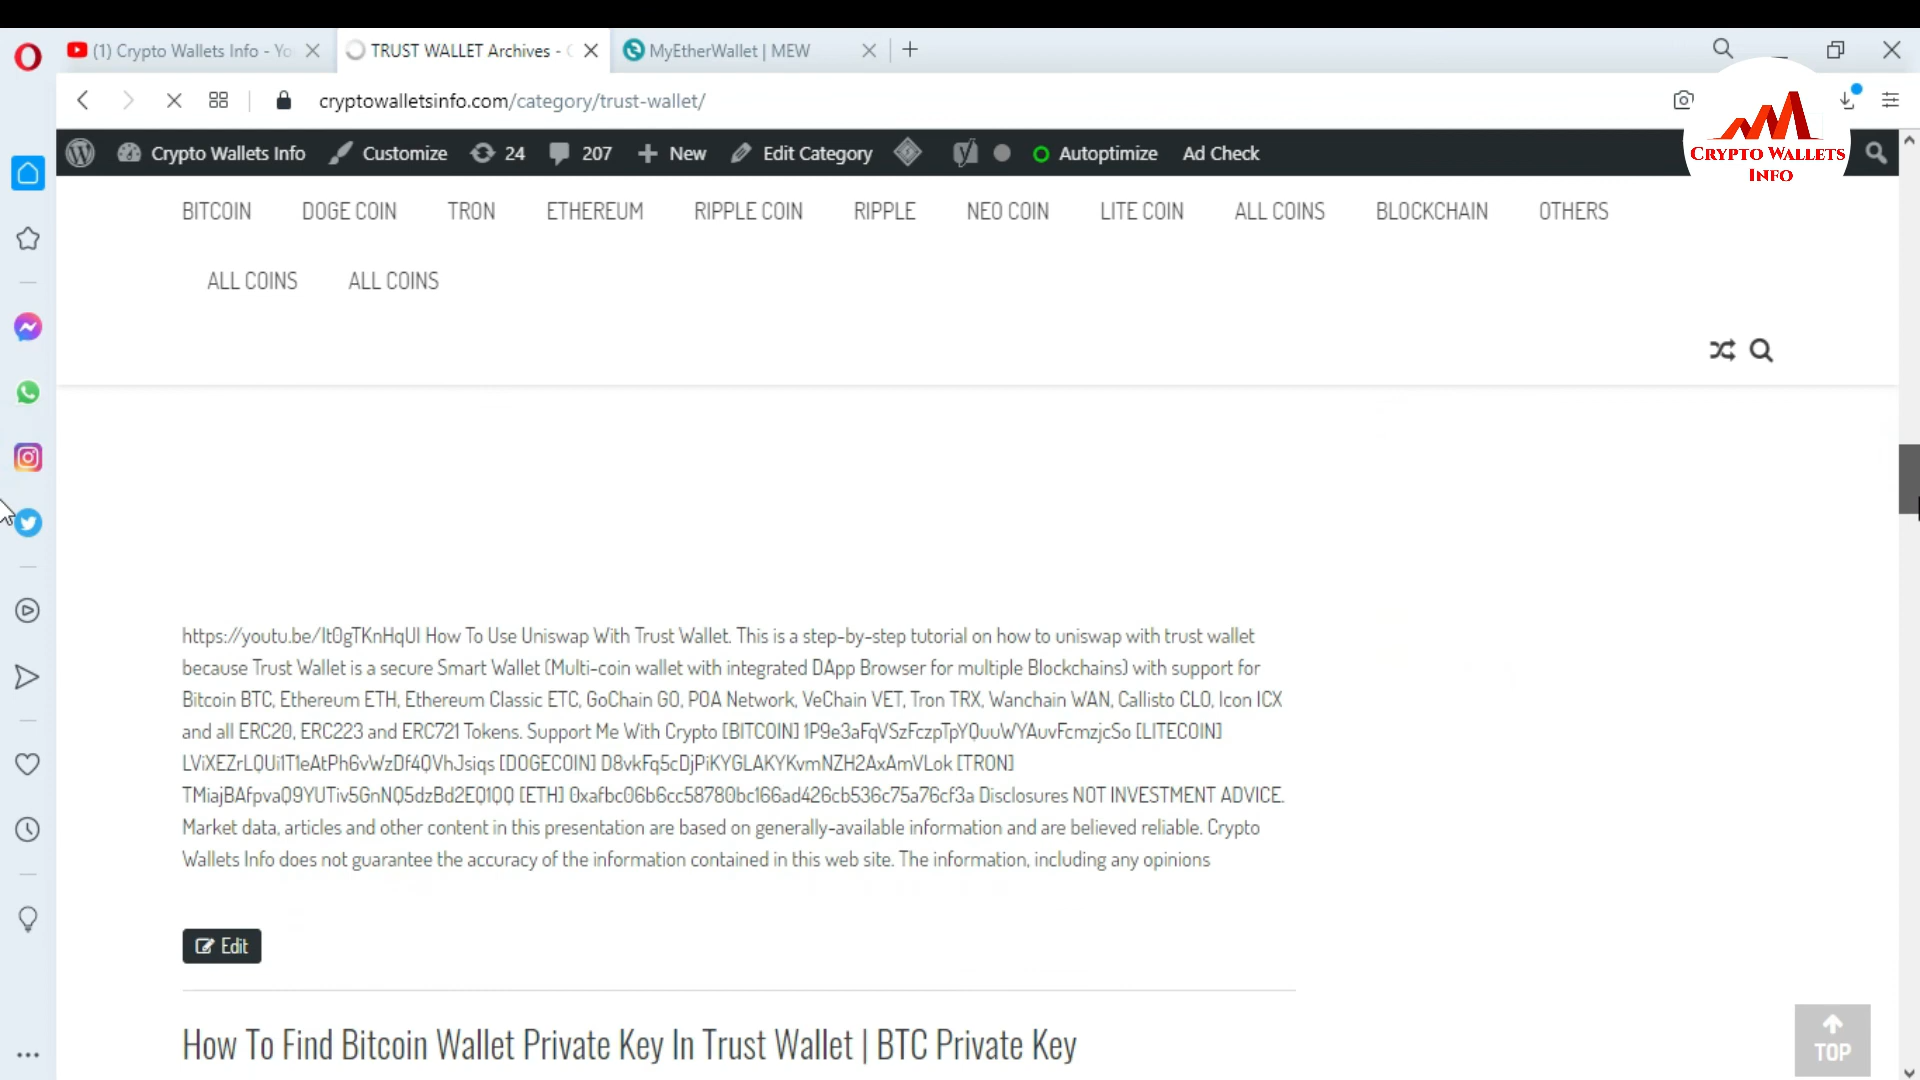 (1) Crypto Wallets Info - Yo
TRUST WALLET Archives - C
MyEtherWallet | MEW
cryptowalletsinfo.com/category/trust-wallet/
Crypto Wallets Info
Customize
24
207
New
Edit Category
Autoptimize
Ad Check
CRYPTO WALLETS
INFO
BITCOIN DOGE COIN TRON ETHEREUM RIPPLE COIN RIPPLE NEO COIN LITE COIN ALL COINS BLOCKCHAIN OTHERS
ALL COINS ALL COINS
https://youtu.be/It0gTKnHqUI How To Use Uniswap With Trust Wallet. This is a step-by-step tutorial on how to uniswap with trust wallet
because Trust Wallet is a secure Smart Wallet (Multi-coin wallet with integrated DApp Browser for multiple Blockchains) with support for
Bitcoin BTC, Ethereum ETH, Ethereum Classic ETC, GoChain GO, POA Network, VeChain VET, Tron TRX, Wanchain WAN, Callisto CLO, Icon ICX
and all ERC20, ERC223 and ERC721 Tokens. Support Me With Crypto [BITCOIN] 1P9e3aFqVSzFczpTpYQuuWYAuvFcmzjcSo [LITECOIN]
LViXEZrLQUi1T1eAtPh6vWzDf4QVhJsiqs [DOGECOIN] D8vkFq5cDjPiKYGLAKYKvmNZH2AxAmVLok [TRON]
TMiajBAfpvaQ9YUTiv5GnNQ5dzBd2EQ1QQ [ETH] 0xafbc06b6cc58780bc166ad426cb536c75a76cf3a Disclosures NOT INVESTMENT ADVICE.
Market data, articles and other content in this presentation are based on generally-available information and are believed reliable. Crypto
Wallets Info does not guarantee the accuracy of the information contained in this web site. The information, including any opinions
Edit
How To Find Bitcoin Wallet Private Key In Trust Wallet | BTC Private Key
TOP